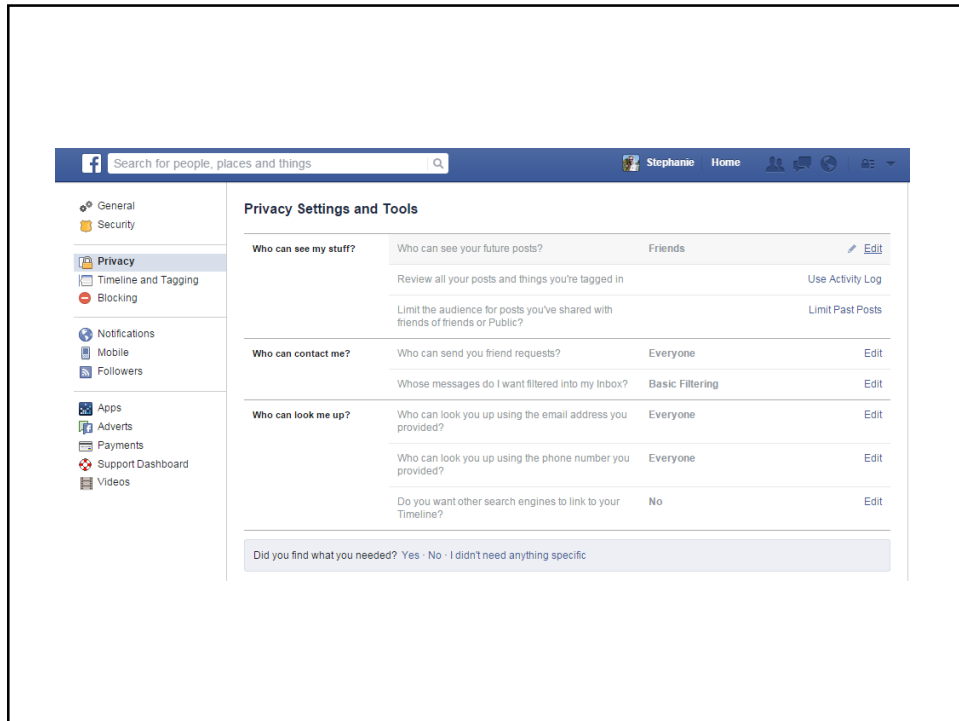 f
Search for people, places and things
Stephanie Home
General
Security
Privacy
Timeline and Tagging
Blocking
Notifications
Mobile
Followers
Apps
Adverts
Payments
Support Dashboard
Videos
Privacy Settings and Tools
Who can see my stuff? Who can see your future posts? Friends Edit
Review all your posts and things you're tagged in Use Activity Log
Limit the audience for posts you've shared with Limit Past Posts
friends of friends or Public?
Who can contact me? Who can send you friend requests? Everyone Edit
Whose messages do I want filtered into my Inbox? Basic Filtering Edit
Who can look me up? Who can look you up using the email address you Everyone Edit
provided?
Who can look you up using the phone number you Everyone Edit
provided?
Do you want other search engines to link to your No Edit
Timeline?
Did you find what you needed? Yes · No · I didn't need anything specific